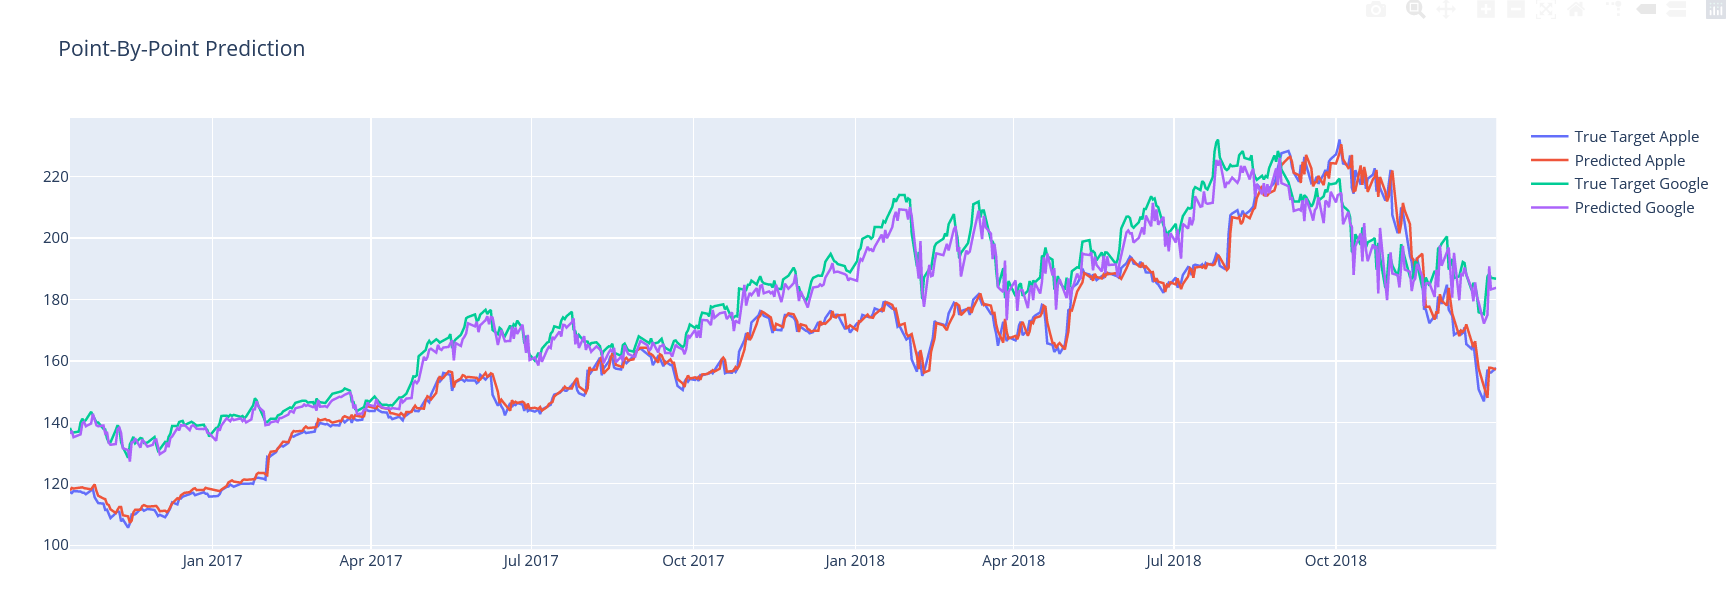 Point-By-Point Prediction
True Target Apple
Predicted Apple
True Target Google
Predicted Google
220
200
180
160
140
120
100
Jan 2017
Apr 2017
Jul 2017
Oct 2017
Jan 2018
Apr 2018
Jul 2018
Oct 2018